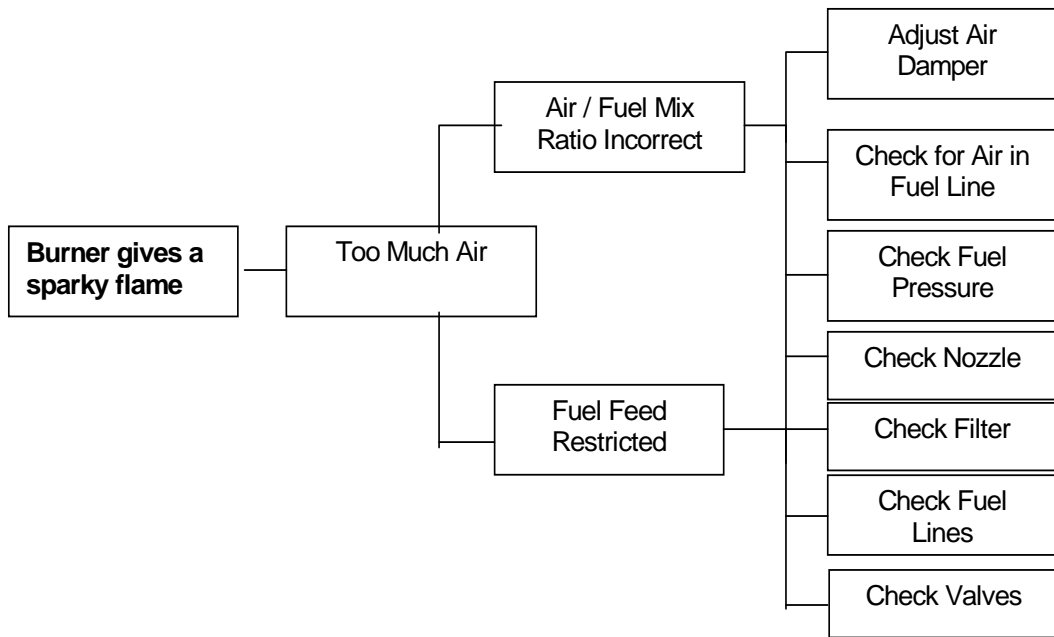 Burner gives a
sparky flame
Too Much Air
Air / Fuel Mix
Ratio Incorrect
Fuel Feed
Restricted
Adjust Air
Damper
Check for Air in
Fuel Line
Check Fuel
Pressure
Check Nozzle
Check Filter
Check Fuel
Lines
Check Valves